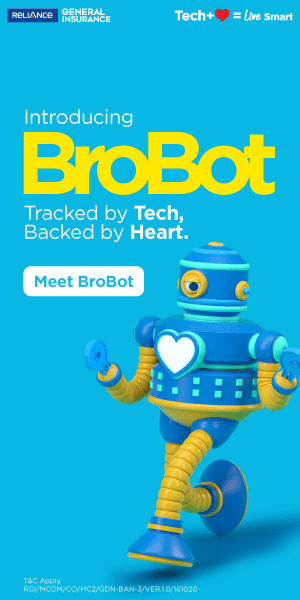 RELIANCE GENERAL
INSURANCE
Tech+❤️ = Live Smart
Introducing
BroBot
Tracked by Tech,
Backed by Heart.
Meet BroBot
T&C Apply.
RGI/MCOM/CO/MC2/GDN-BAN-3/VER.1.0/161020